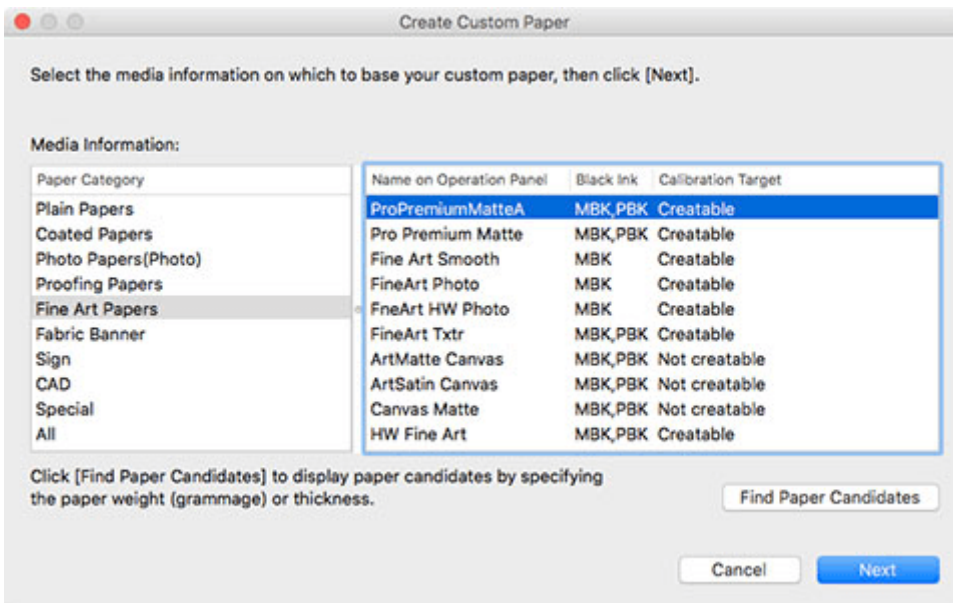 Create Custom Paper
Select the media information on which to base your custom paper, then click [Next].
Media Information:
Paper Category
Plain Papers
Coated Papers
Photo Papers(Photo)
Proofing Papers
Fine Art Papers
Fabric Banner
Sign
CAD
Special
All
Name on Operation Panel Black Ink Calibration Target
ProPremiumMatteA MBK,PBK Creatable
Pro Premium Matte MBK,PBK Creatable
Fine Art Smooth MBK Creatable
FineArt Photo MBK Creatable
FneArt HW Photo MBK Creatable
FineArt Txtr MBK,PBK Creatable
ArtMatte Canvas MBK,PBK Not creatable
ArtSatin Canvas MBK,PBK Not creatable
Canvas Matte MBK,PBK Not creatable
HW Fine Art MBK,PBK Creatable
Click [Find Paper Candidates] to display paper candidates by specifying
the paper weight (grammage) or thickness.
Find Paper Candidates
Cancel
Next